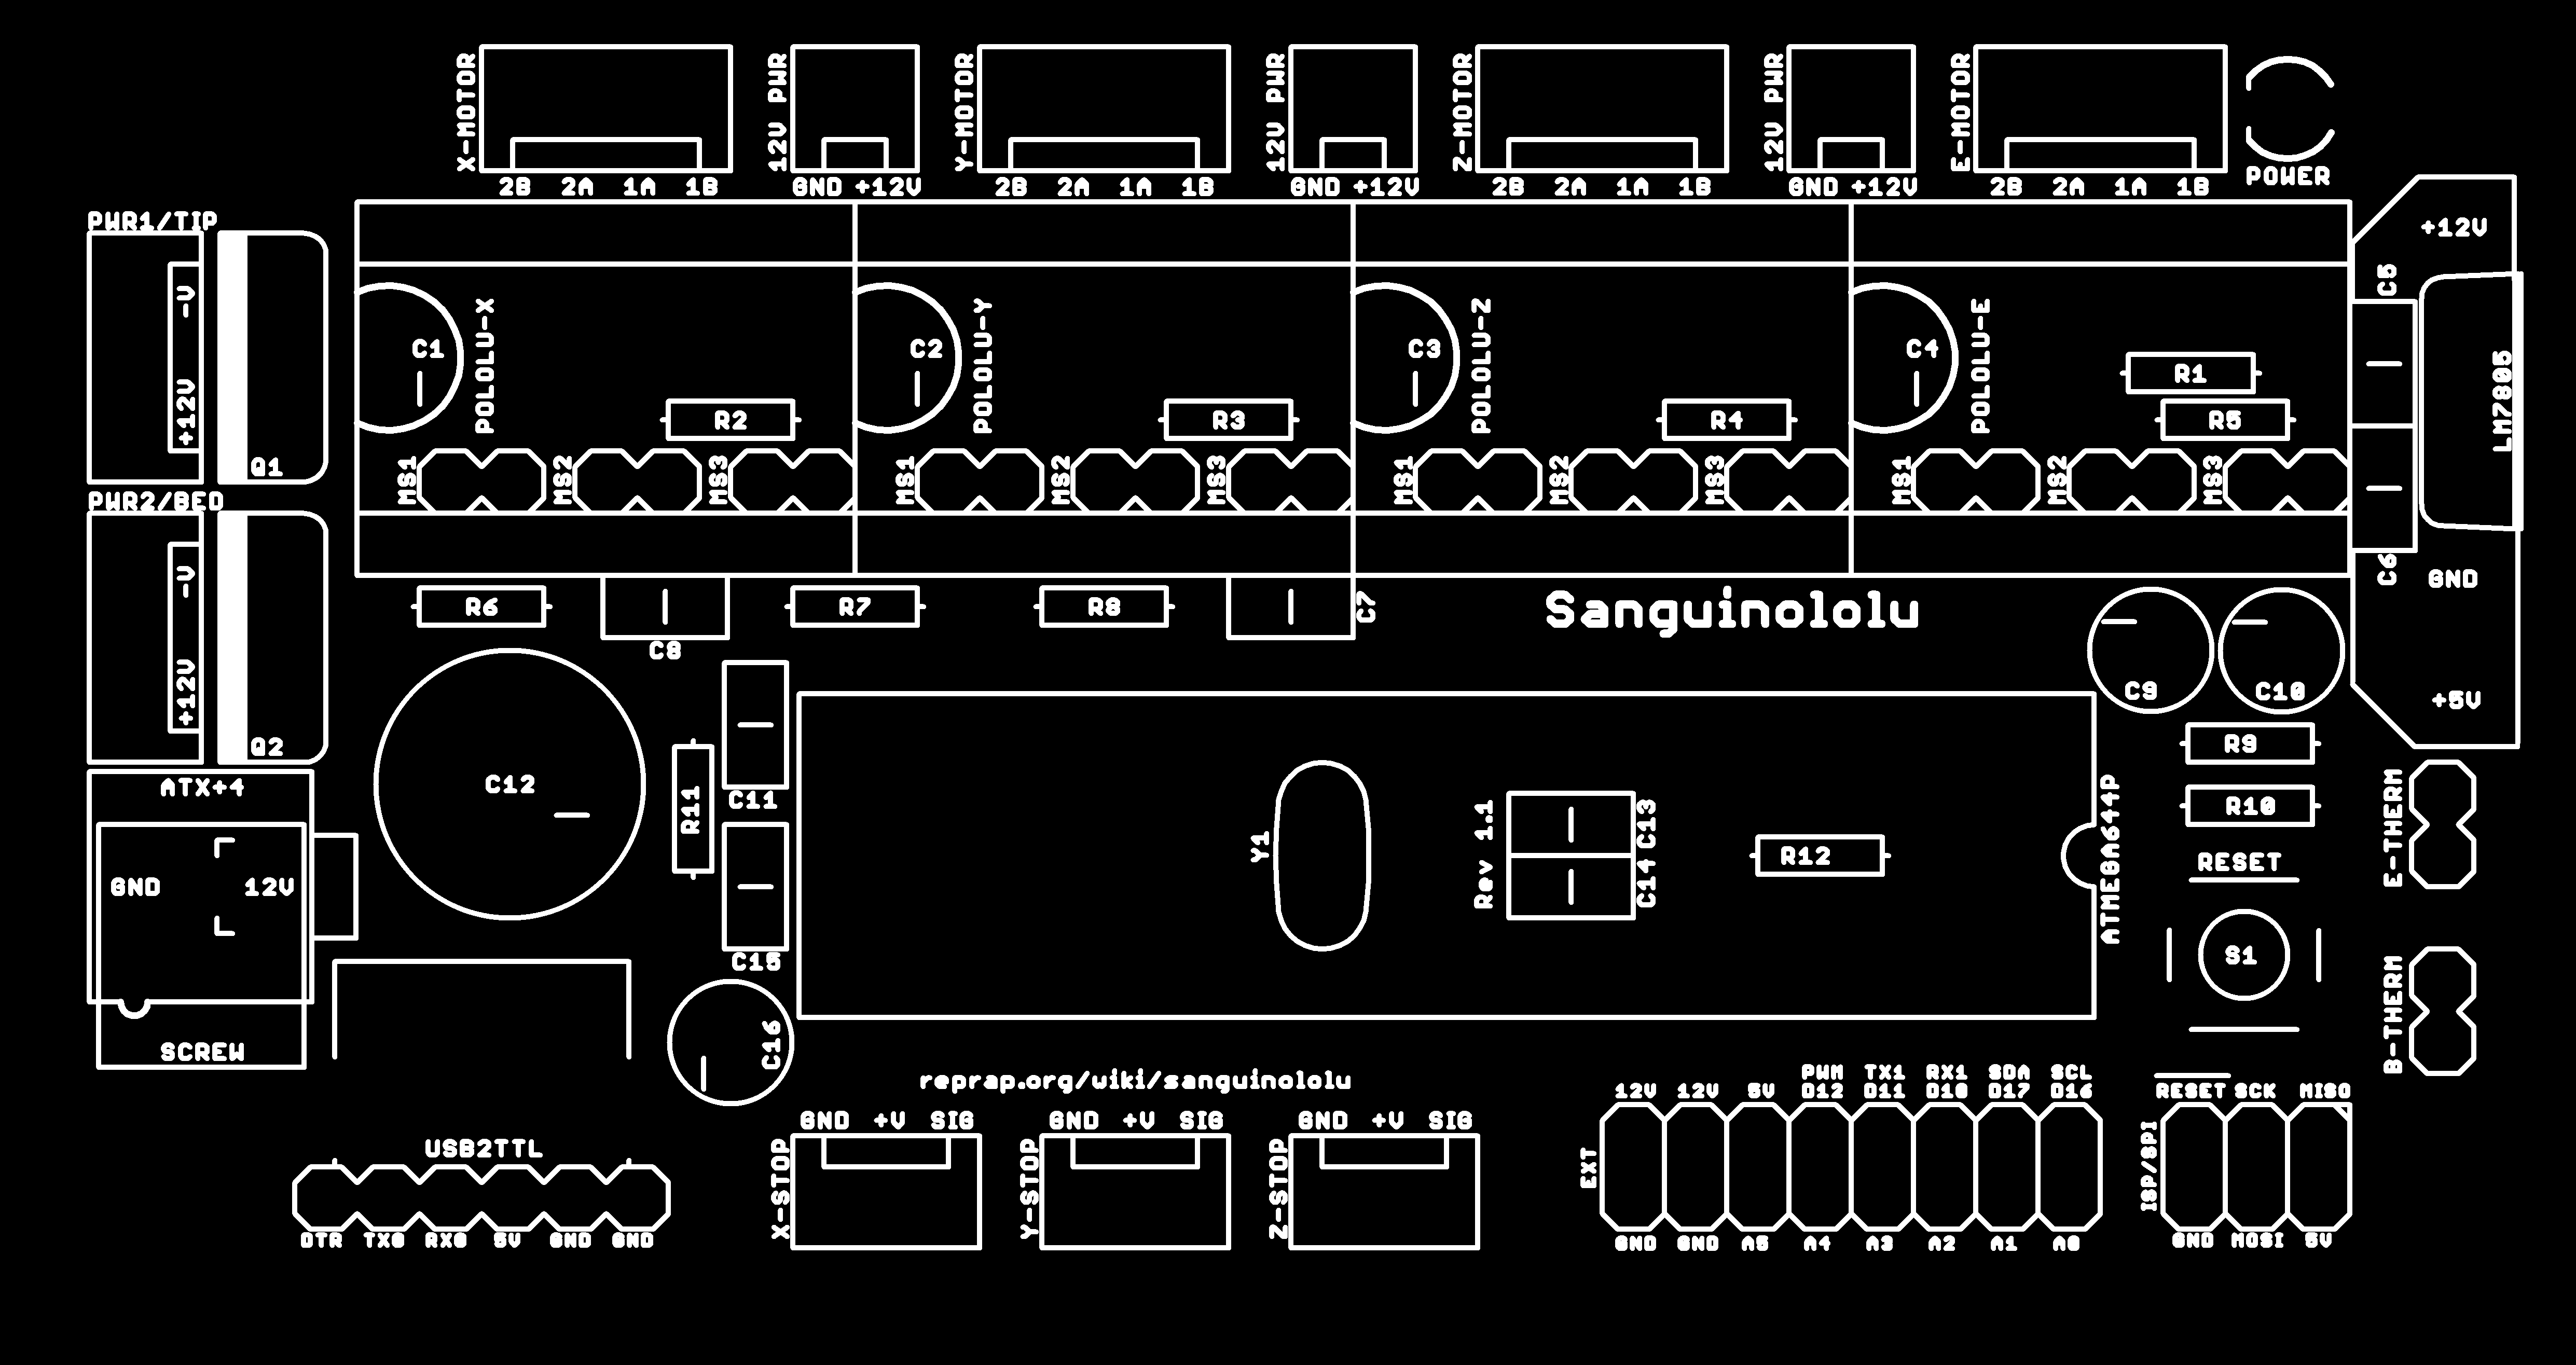 X-MOTOR
12V PWR
Y-MOTOR
12V PWR
Z-MOTOR
12V PWR
E-MOTOR
2B 2A 1A 1B
GND +12V
2B 2A 1A 1B
GND +12V
2B 2A 1A 1B
GND +12V
2B 2A 1A 1B
POWER
PWR1/TIP
-V
+12V
Q1
C1
POLOLU-X
R2
MS1
MS2
MS3
C2
POLOLU-Y
R3
MS1
MS2
MS3
C3
POLOLU-Z
R4
MS1
MS2
MS3
C4
POLOLU-E
R1
R5
MS1
MS2
MS3
+12V
C5
LM7805
C6
GND
+5V
PWR2/BED
-V
+12V
Q2
R6
C8
R7
R8
C7
Sanguinololu
C9
C10
R9
R10
ATX+4
GND
12V
SCREW
C12
R11
C11
C15
C16
Y1
Rev 1.1
C13
C14
R12
ATMEGA644P
RESET
S1
E-THERM
B-THERM
reprap.org/wiki/sanguinololu
USB2TTL
DTR TX0 RX0 5V GND GND
X-STOP
GND +V SIG
Y-STOP
GND +V SIG
Z-STOP
GND +V SIG
EXT
PWM TX1 RX1 SDA SCL
12V 12V 5V D12 D11 D10 D17 D16
GND GND A5 A4 A3 A2 A1 A0
ISP/SPI
RESET SCK MISO
GND MOSI 5V